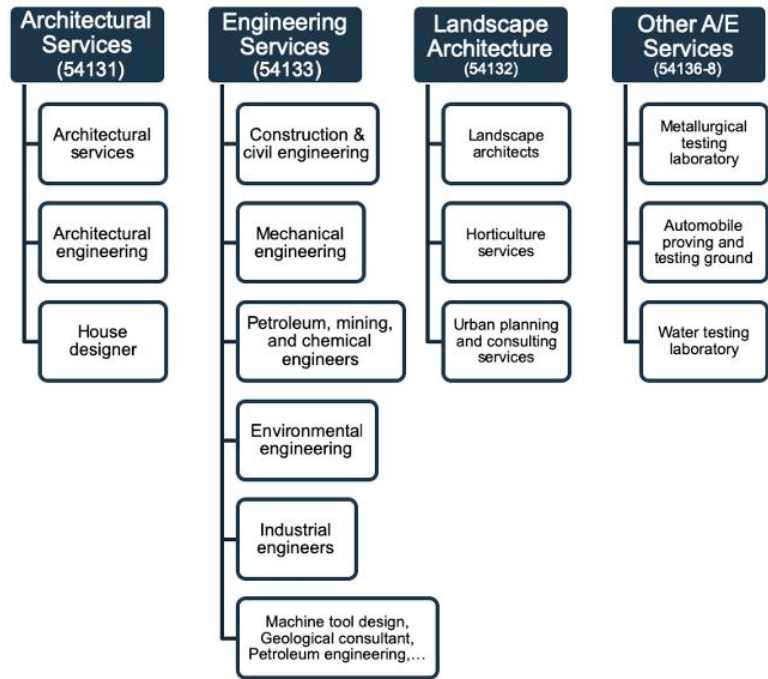 Architectural
Services
(54131)
Architectural
services
Architectural
engineering
House
designer
Engineering
Services
(54133)
Construction &
civil engineering
Mechanical
engineering
Petroleum, mining,
and chemical
engineers
Environmental
engineering
Industrial
engineers
Machine tool design,
Geological consultant,
Petroleum engineering,...
Landscape
Architecture
(54132)
Landscape
architects
Horticulture
services
Urban planning
and consulting
services
Other A/E
Services
(54136-8)
Metallurgical
testing
laboratory
Automobile
proving and
testing ground
Water testing
laboratory